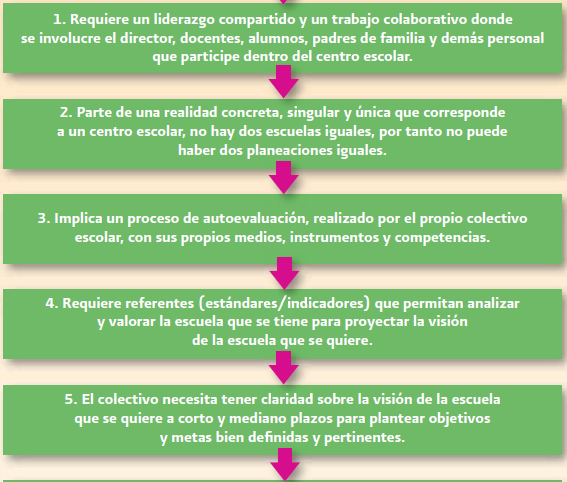 1. Requiere un liderazgo compartido y un trabajo colaborativo donde
se involucre el director, docentes, alumnos, padres de familia y demás personal
que participe dentro del centro escolar.
2. Parte de una realidad concreta, singular y única que corresponde
a un centro escolar, no hay dos escuelas iguales, por tanto no puede
haber dos planeaciones iguales.
3. Implica un proceso de autoevaluación, realizado por el propio colectivo
escolar, con sus propios medios, instrumentos y competencias.
4. Requiere referentes (estándares/indicadores) que permitan analizar
y valorar la escuela que se tiene para proyectar la visión
de la escuela que se quiere.
5. El colectivo necesita tener claridad sobre la visión de la escuela
que se quiere a corto y mediano plazos para plantear objetivos
y metas bien definidas y pertinentes.